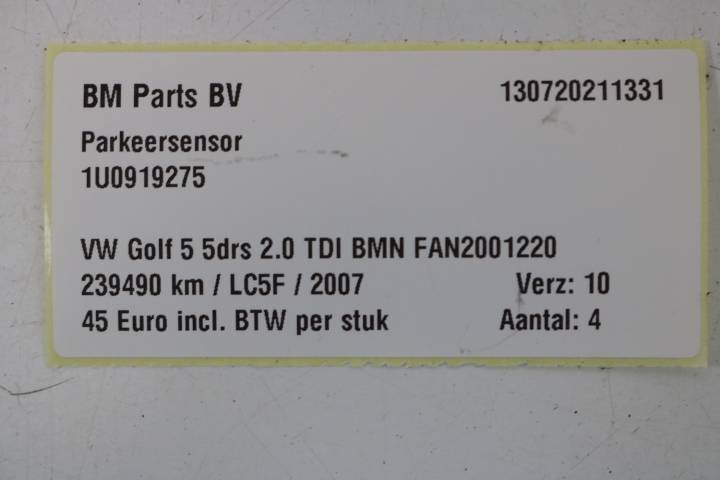 BM Parts BV 130720211331
Parkeersensor
1U0919275
VW Golf 5 5drs 2.0 TDI BMN FAN2001220
239490 km / LC5F / 2007 Verz: 10
45 Euro incl. BTW per stuk Aantal: 4